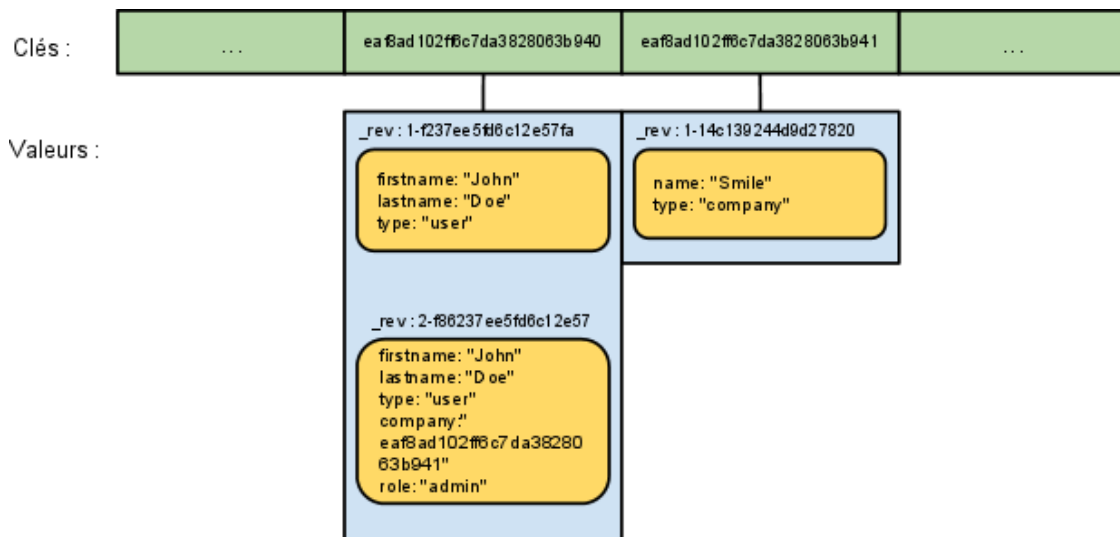 Clés :
...
eaf8ad102ff6c7da3828063b940
eaf8ad102ff6c7da3828063b941
...
Valeurs :
_rev : 1-f237ee5fd6c12e57fa
firstname: "John"
lastname: "Doe"
type: "user"
_rev : 1-14c139244d9d27820
name: "Smile"
type: "company"
_rev : 2-f86237ee5fd6c12e57
firstname: "John"
lastname: "Doe"
type: "user"
company:"
eaf8ad102ff6c7da38280
63b941"
role: "admin"